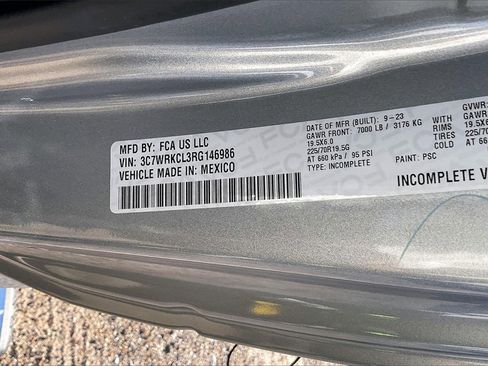 MFD BY: FCA US LLC
VIN: 3C7WRKCL3RG146986
VEHICLE MADE IN: MEXICO
DATE OF MFR (BUILT): 9-23
GAWR FRONT: 7000 LB / 3176 KG
19.5X6.0
225/70R19.5G
AT 660 kPa / 95 PSI
TYPE: INCOMPLETE
GVWR:
GAWR
WITH
RIMS
TIRES
COLD
PAINT: PSC
INCOMPLETE V